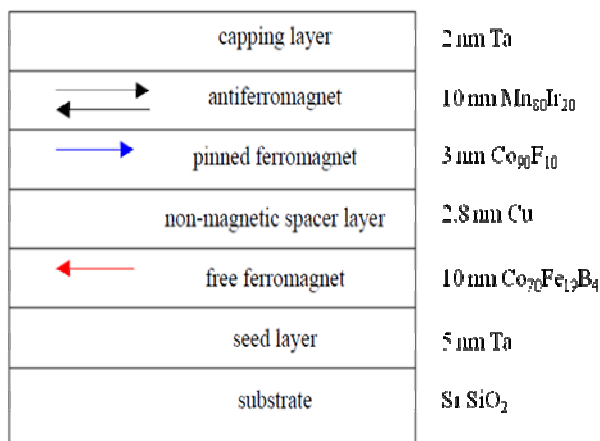 capping layer 2 nm Ta
antiferromagnet 10 nm Mn₈₀Ir₂₀
pinned ferromagnet 3 nm Co₉₀F₁₀
non-magnetic spacer layer 2.8 nm Cu
free ferromagnet 10 nm Co₇₀Fe₁₉B₄
seed layer 5 nm Ta
substrate Si SiO₂